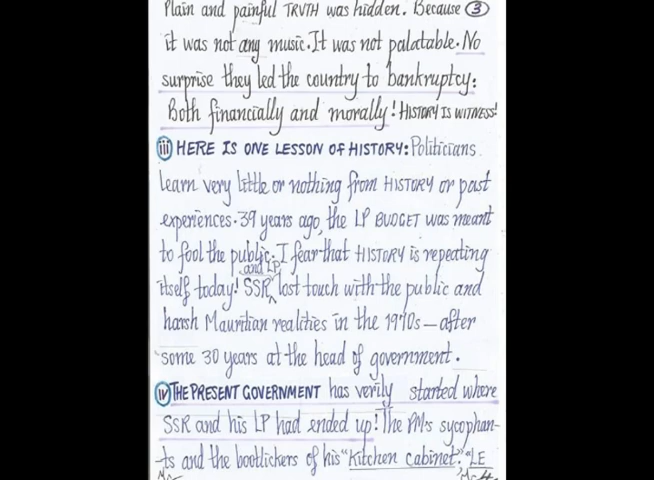 Plain and painful TRUTH was hidden. Because ③
it was not any music. It was not palatable. No
surprise they led the country to bankruptcy:
Both financially and morally! HISTORY IS WITNESS!
(iii) HERE IS ONE LESSON OF HISTORY: Politicians
learn very little or nothing from HISTORY or past
experiences. 39 years ago, the LP BUDGET was meant
to fool the public. I fear that HISTORY is repeating
itself today! SSR and LP lost touch with the public and
harsh Mauritian realities in the 1970s — after
some 30 years at the head of government.
(iv) THE PRESENT GOVERNMENT has verily started where
SSR and his LP had ended up! The PM's sycophan-
ts and the bootlickers of his "kitchen cabinet", "LE